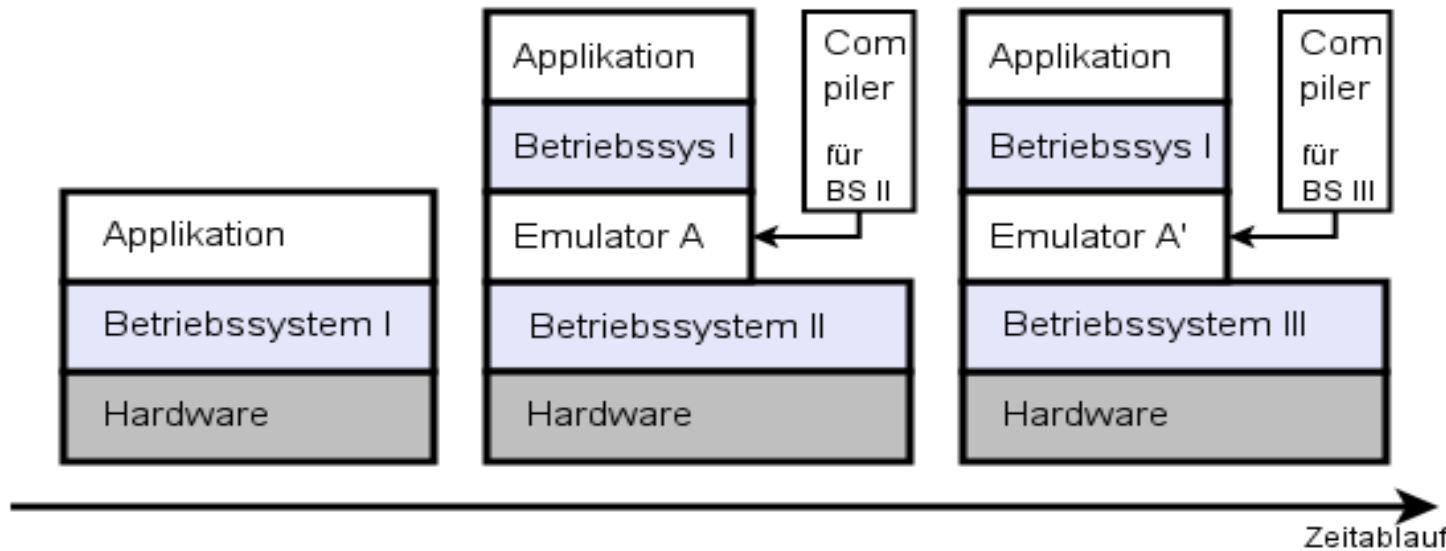 Applikation
Betriebssystem I
Hardware
Applikation
Betriebssys I
Emulator A
Betriebssystem II
Hardware
Com
piler
für
BS II
Applikation
Betriebssys I
Emulator A'
Betriebssystem III
Hardware
Com
piler
für
BS III
Zeitablauf